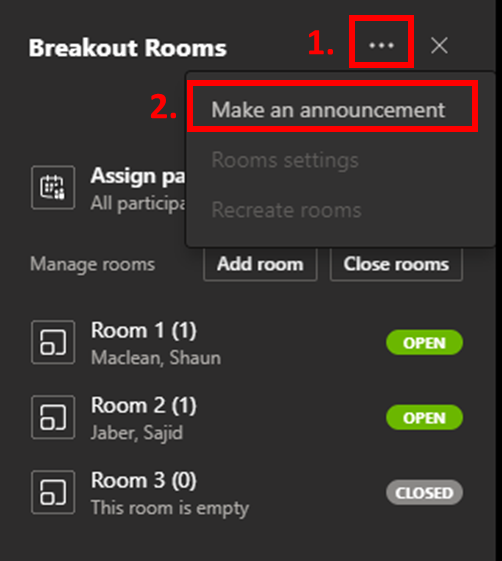 Breakout Rooms 1. ...
2. Make an announcement
Rooms settings
Recreate rooms
Assign pa
All participa
Manage rooms Add room Close rooms
Room 1 (1) OPEN
Maclean, Shaun
Room 2 (1) OPEN
Jaber, Sajid
Room 3 (0) CLOSED
This room is empty